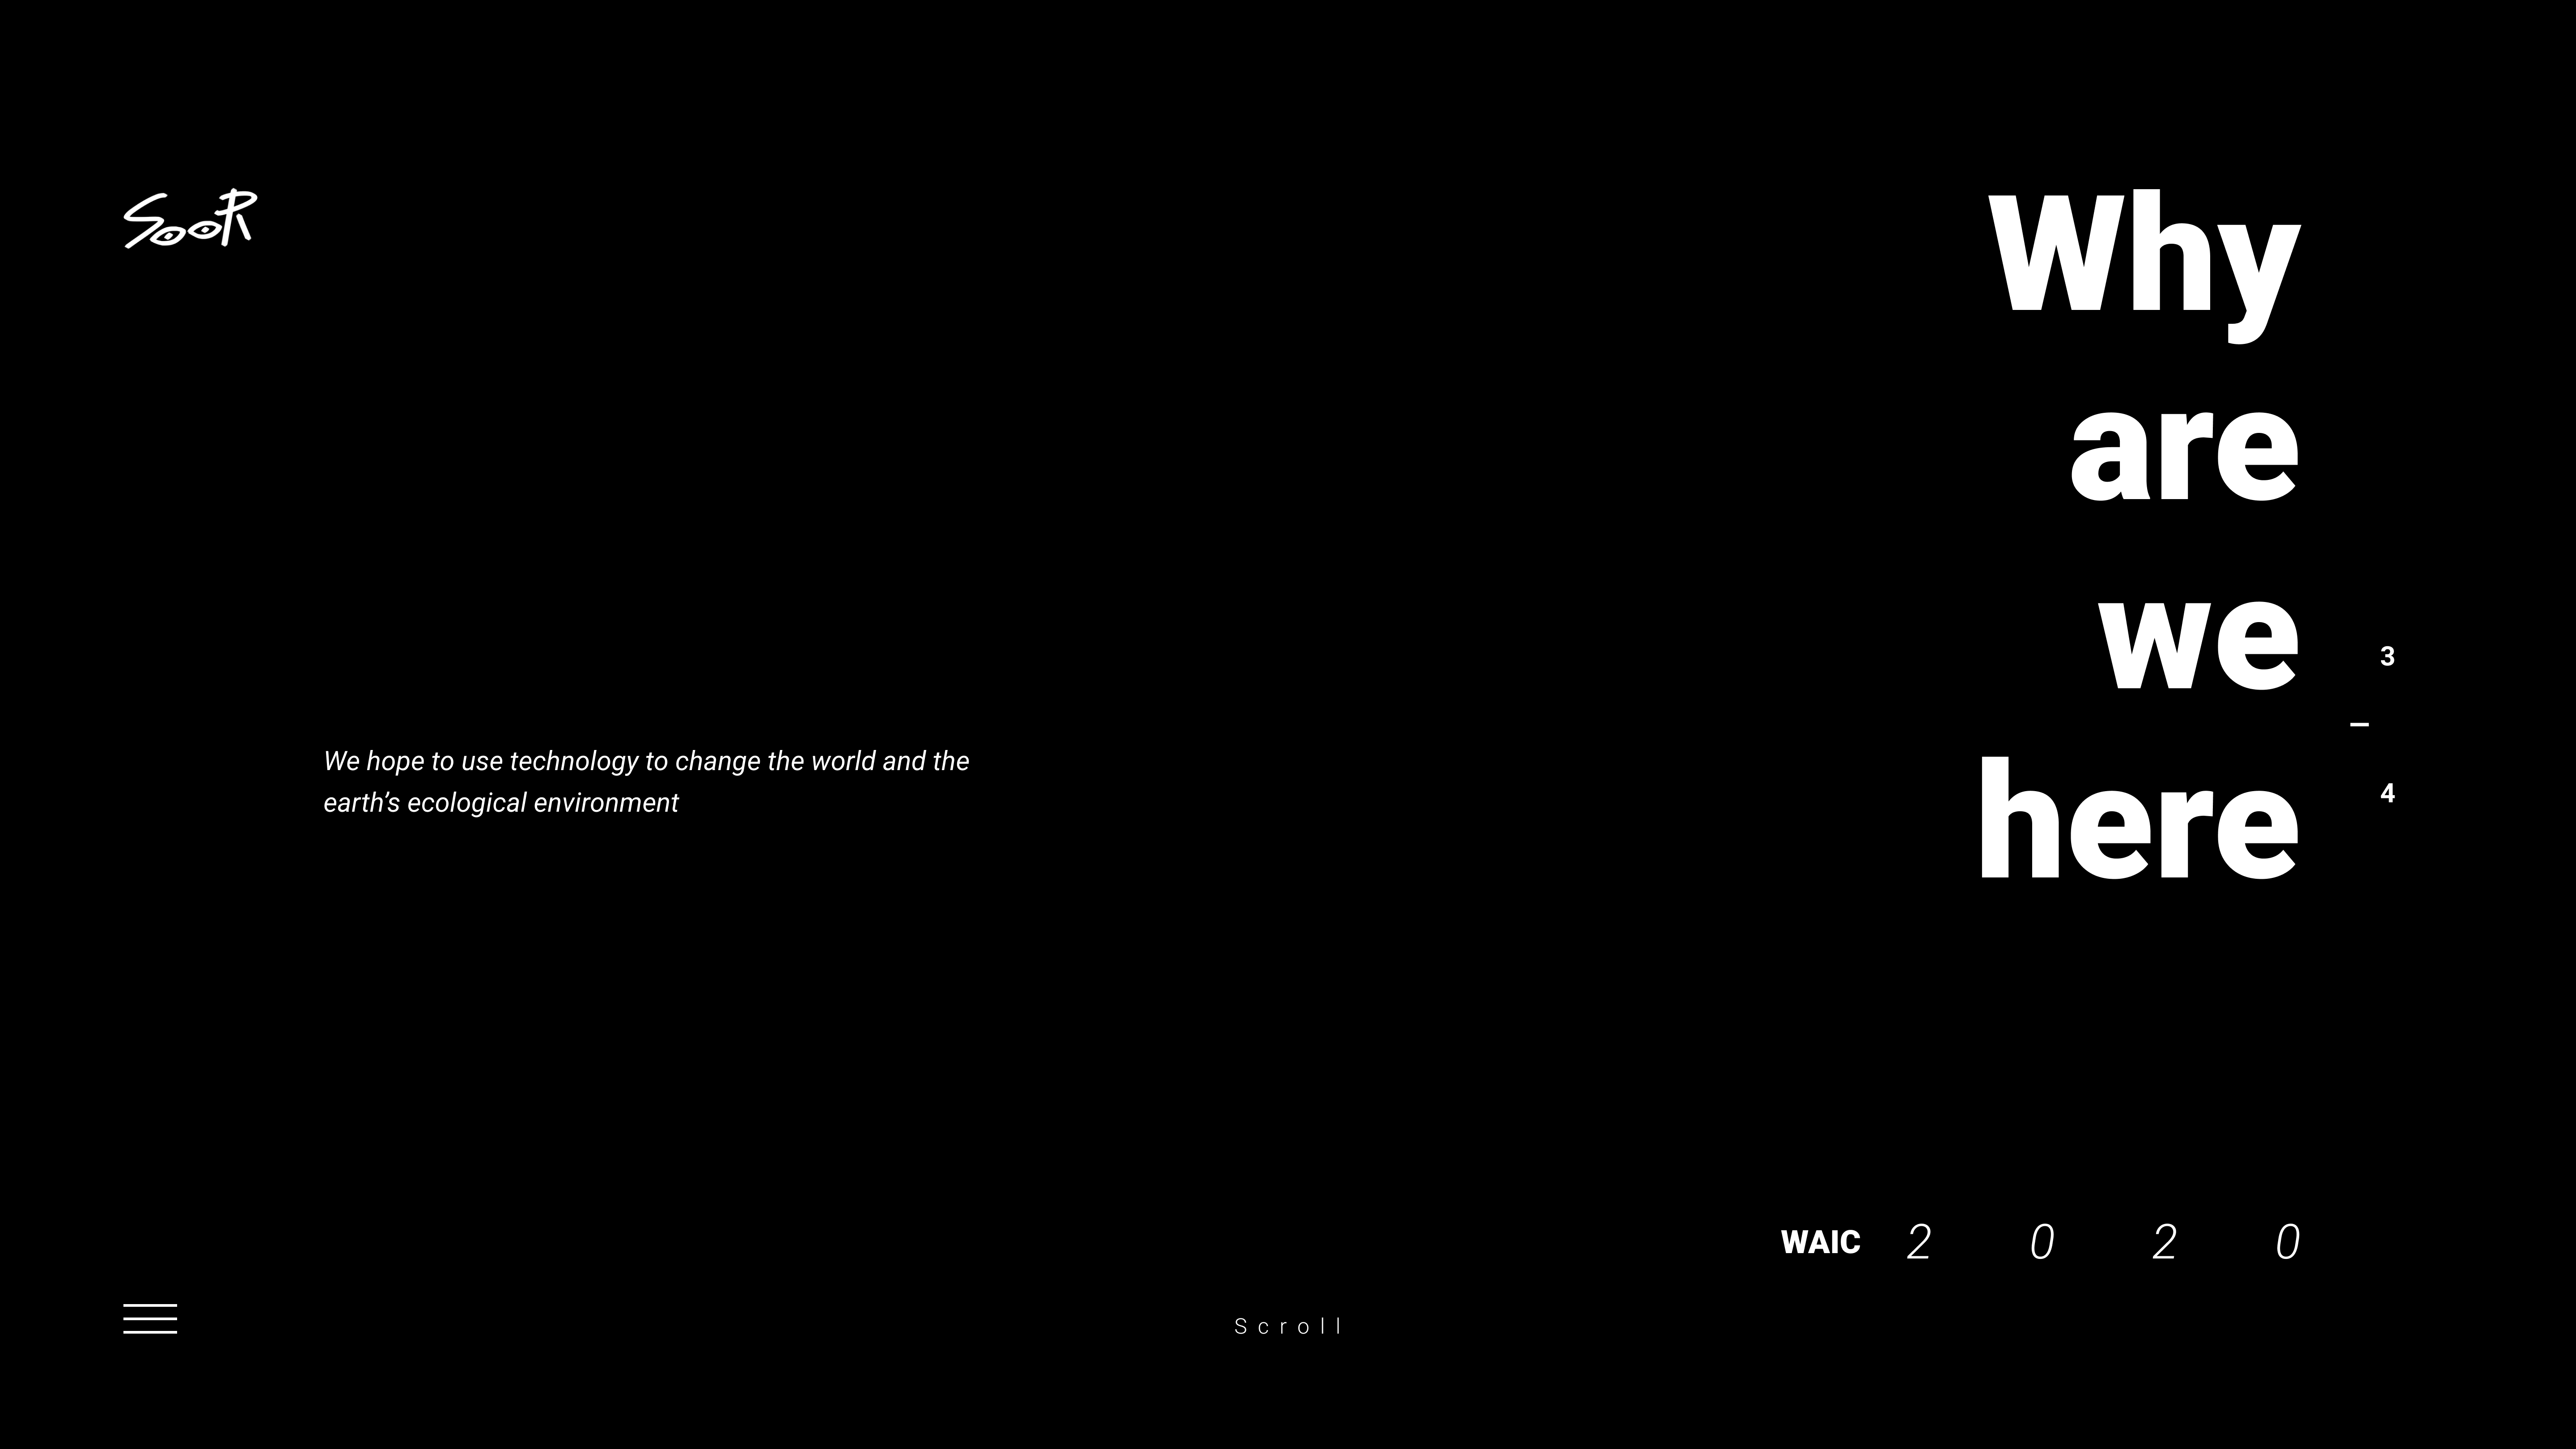 SooR
Why
are
we
here
3
–
4
We hope to use technology to change the world and the
earth’s ecological environment
WAIC 2 0 2 0
Scroll